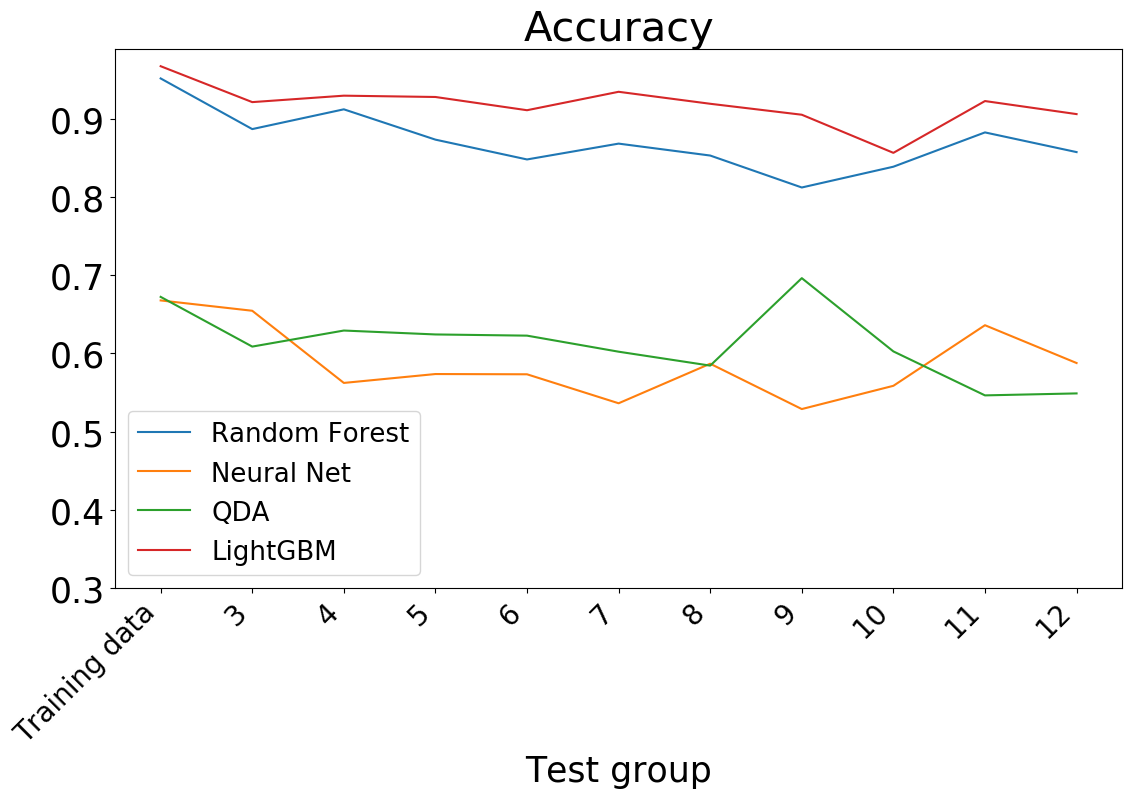 Accuracy
0.9
0.8
0.7
0.6
0.5
0.4
0.3
Random Forest
Neural Net
QDA
LightGBM
Training data
3
4
5
6
7
8
9
10
11
12
Test group